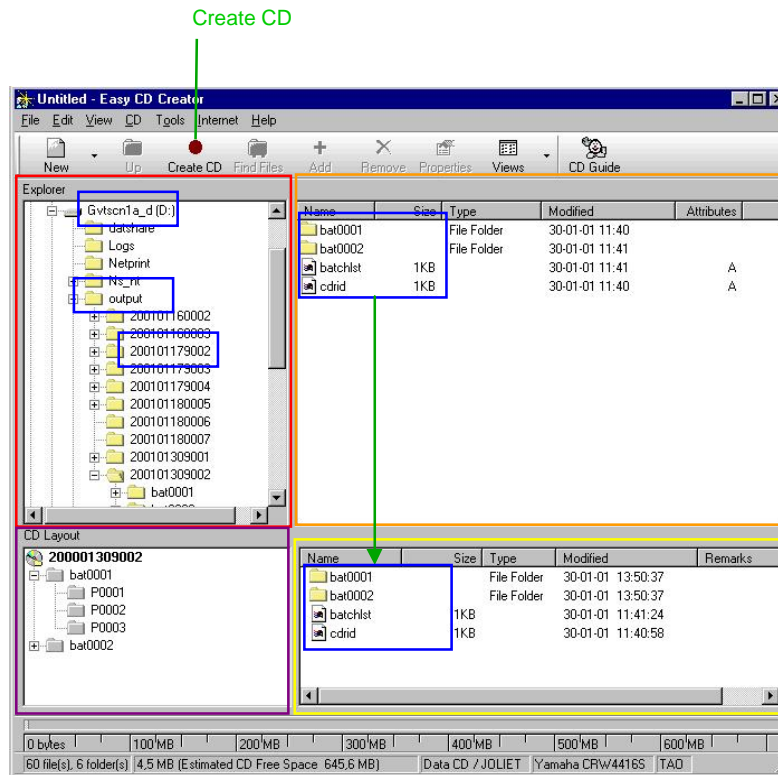 Create CD
Untitled - Easy CD Creator
File Edit View CD Tools Internet Help
New Up Create CD Find Files Add Remove Properties Views CD Guide
Explorer
Gvtscn1a_d (D:)
datshare
Logs
Netprint
Ns_nt
output
200101160002
200101160003
200101179002
200101179003
200101179004
200101180005
200101180006
200101180007
200101309001
200101309002
bat0001
Name Size Type Modified Attributes
bat0001 File Folder 30-01-01 11:40
bat0002 File Folder 30-01-01 11:41
batchlst 1KB 30-01-01 11:41 A
cdrid 1KB 30-01-01 11:40 A
CD Layout
200001309002
bat0001
P0001
P0002
P0003
bat0002
Name Size Type Modified Remarks
bat0001 File Folder 30-01-01 13:50:37
bat0002 File Folder 30-01-01 13:50:37
batchlst 1KB 30-01-01 11:41:24
cdrid 1KB 30-01-01 11:40:58
0 bytes 100MB 200MB 300MB 400MB 500MB 600MB
60 file(s), 6 folder(s) 4,5 MB (Estimated CD Free Space 645,6 MB) Data CD / JOLIET Yamaha CRW4416S TAO